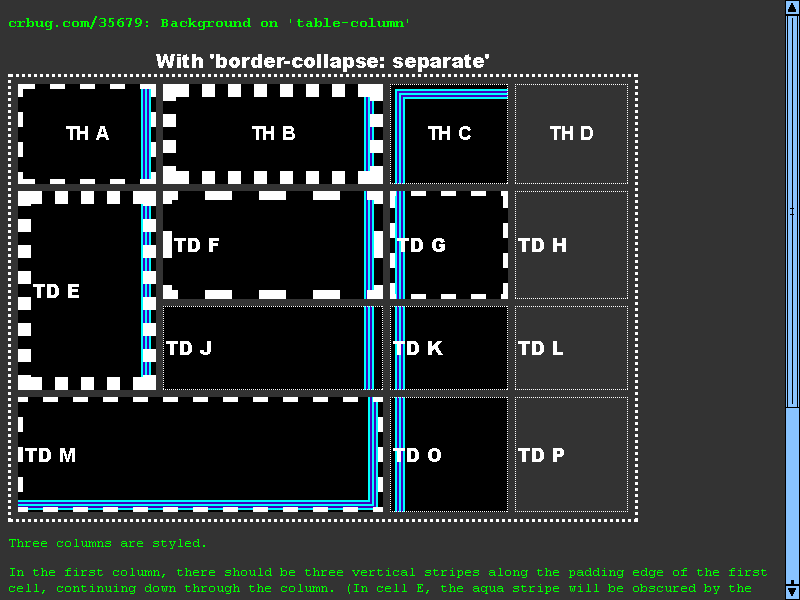 crbug.com/35679: Background on 'table-column'
With 'border-collapse: separate'
TH A TH B TH C TH D
TD F TD G TD H
TD E
TD J TD K TD L
TD M TD O TD P
Three columns are styled.
In the first column, there should be three vertical stripes along the padding edge of the first
cell, continuing down through the column. (In cell E, the aqua stripe will be obscured by the